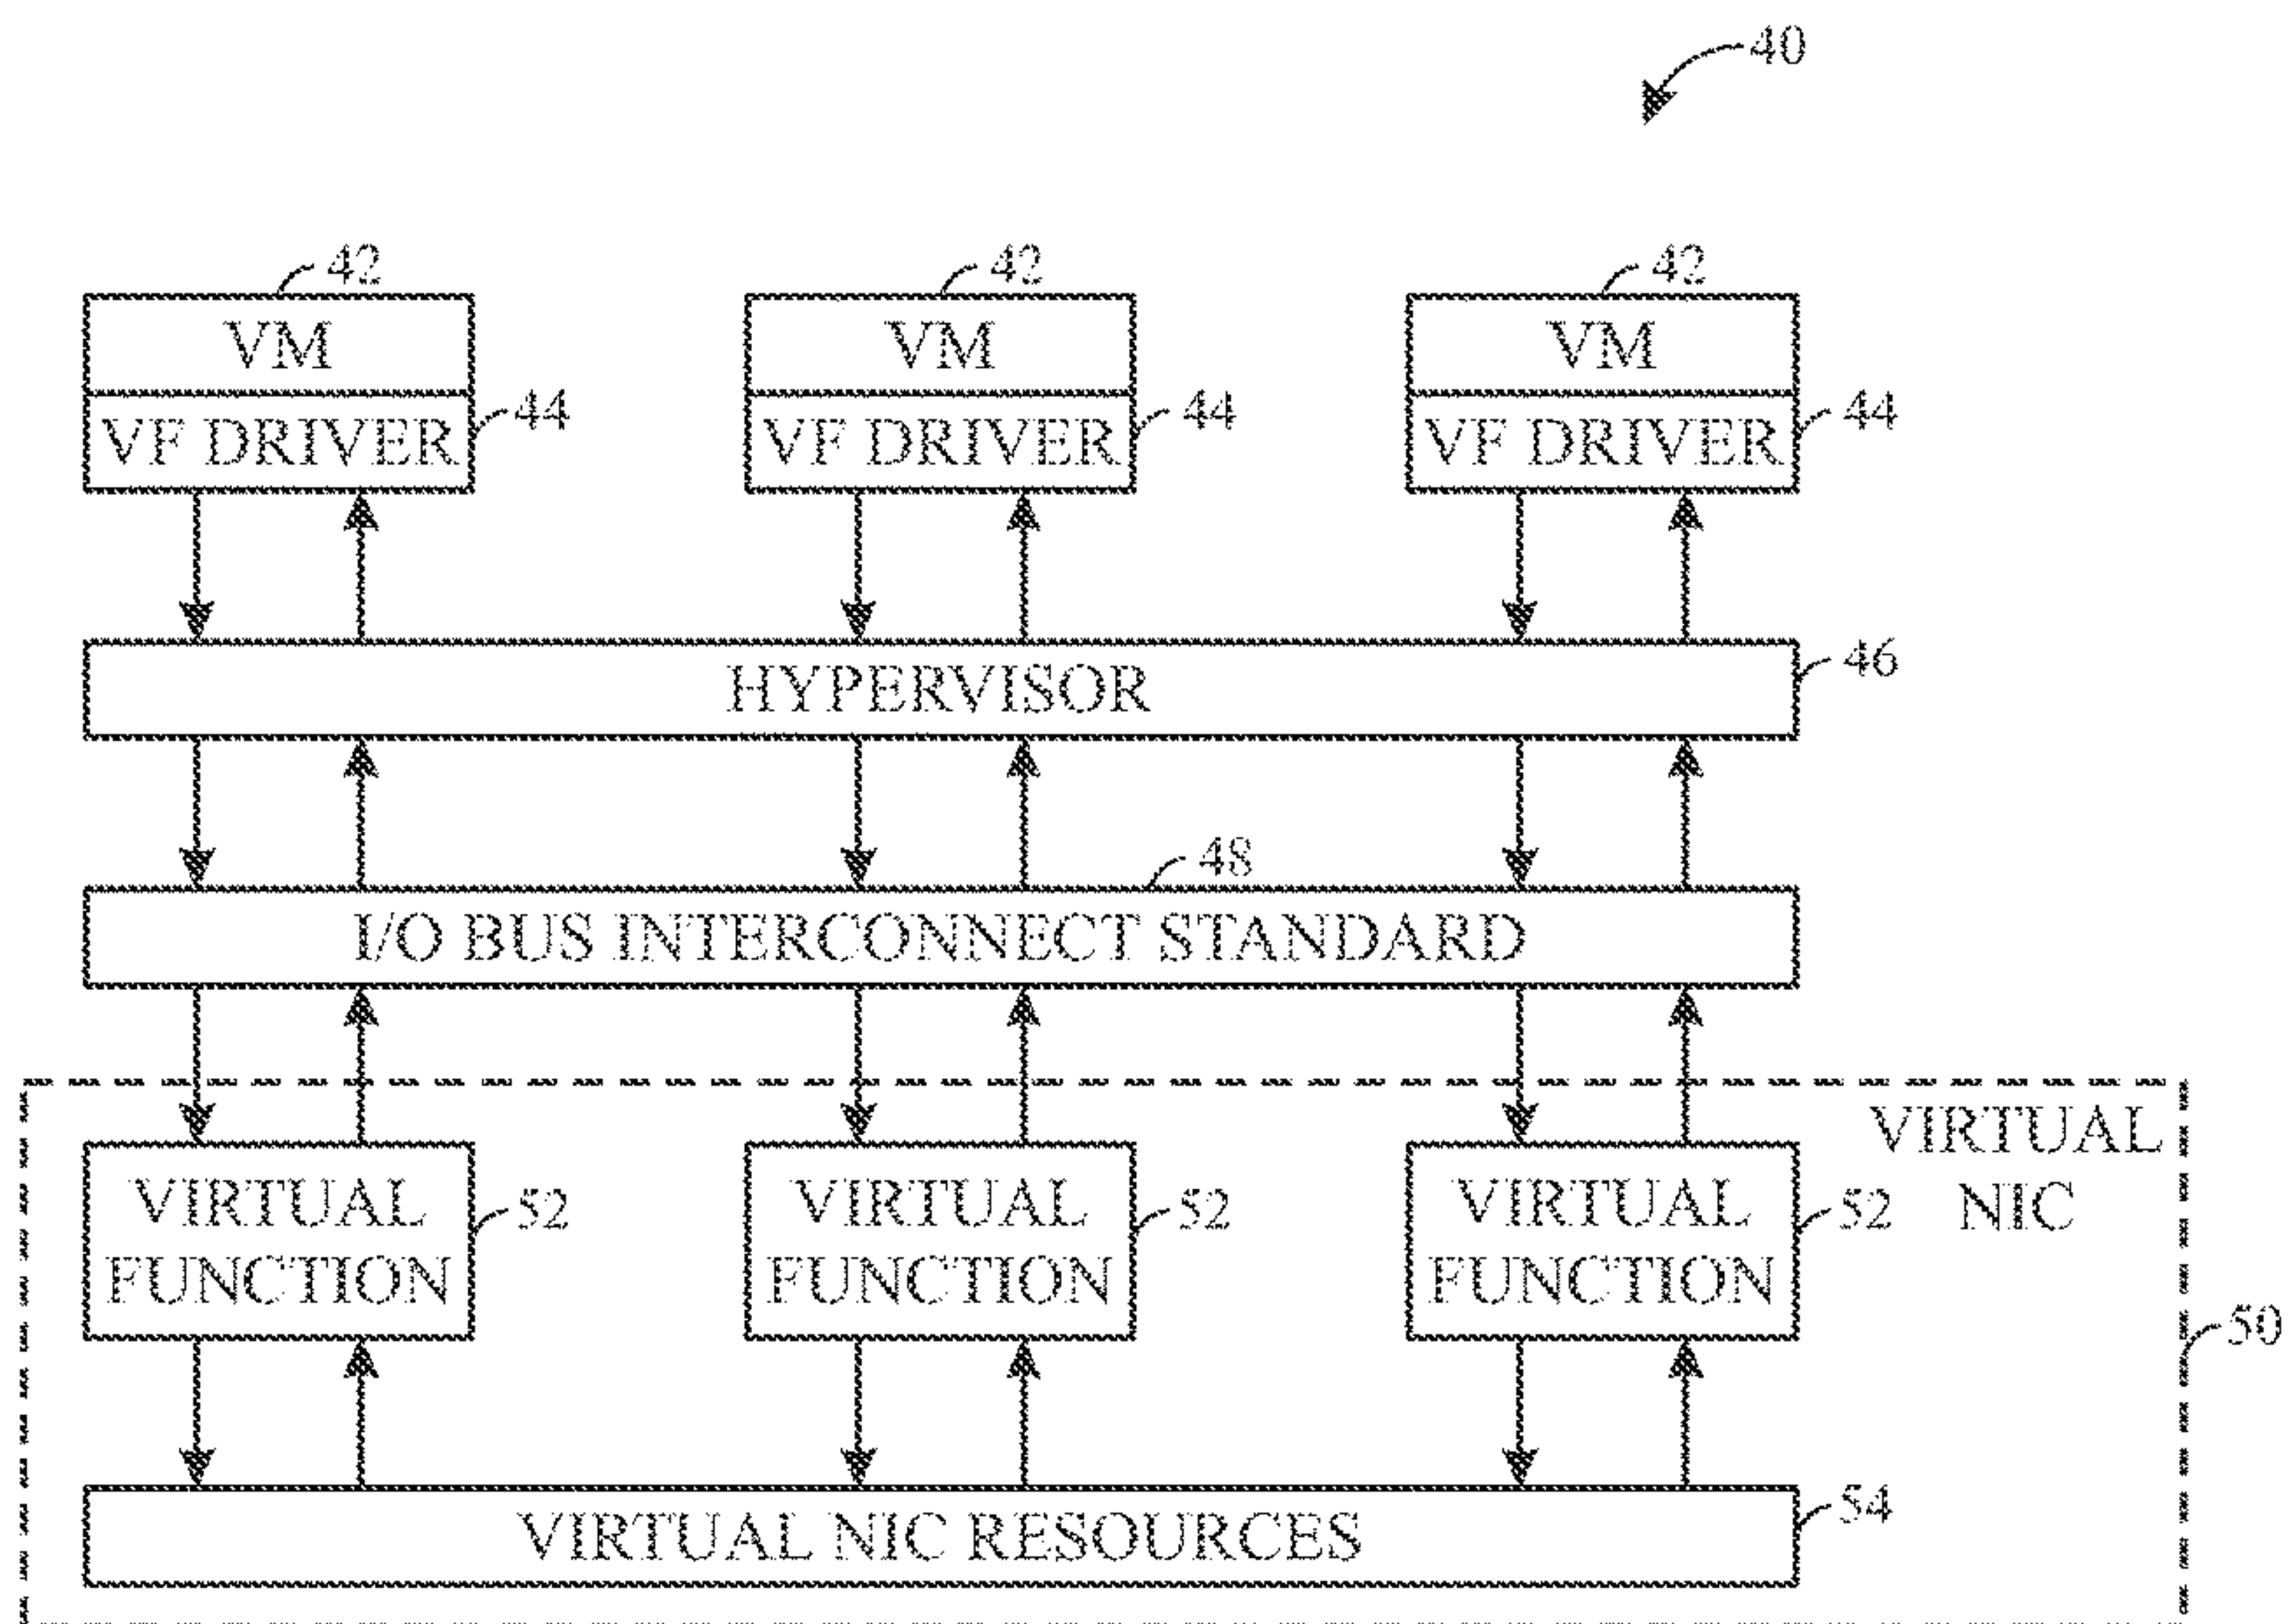 40
42 42 42
VM VM VM
VF DRIVER 44 VF DRIVER 44 VF DRIVER 44
HYPERVISOR 46
48
I/O BUS INTERCONNECT STANDARD
VIRTUAL
NIC
VIRTUAL
FUNCTION
52
VIRTUAL
FUNCTION
52
VIRTUAL
FUNCTION
52
50
VIRTUAL NIC RESOURCES 54